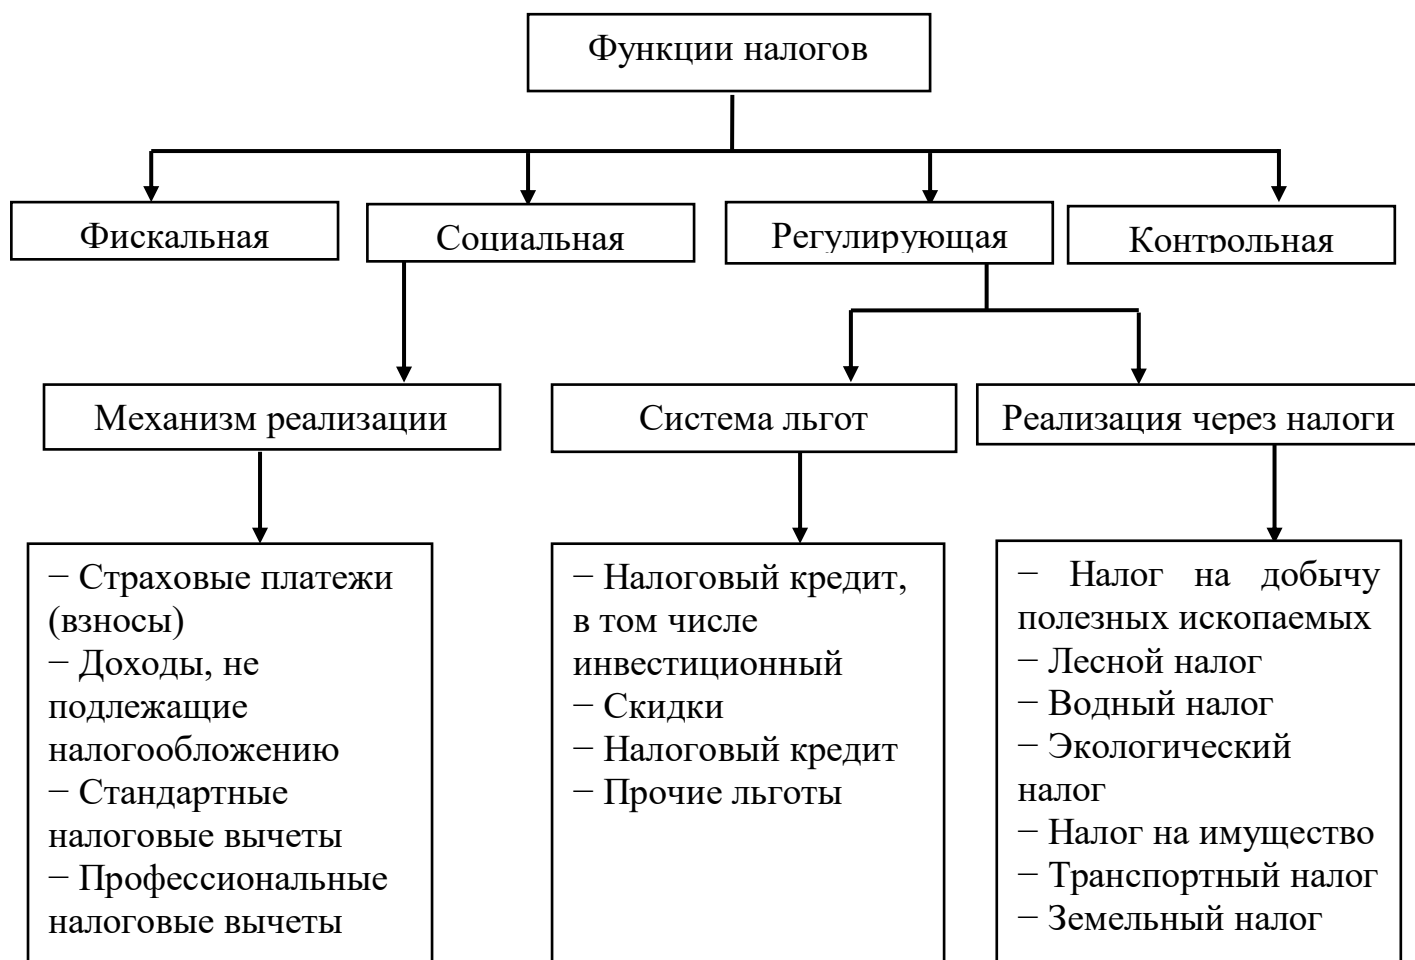 Функции налогов
Фискальная
Социальная
Регулирующая
Контрольная
Механизм реализации
Система льгот
Реализация через налоги
− Страховые платежи
(взносы)
− Доходы, не
подлежащие
налогообложению
− Стандартные
налоговые вычеты
− Профессиональные
налоговые вычеты
− Налоговый кредит,
в том числе
инвестиционный
− Скидки
− Налоговый кредит
− Прочие льготы
− Налог на добычу
полезных ископаемых
− Лесной налог
− Водный налог
− Экологический
налог
− Налог на имущество
− Транспортный налог
− Земельный налог